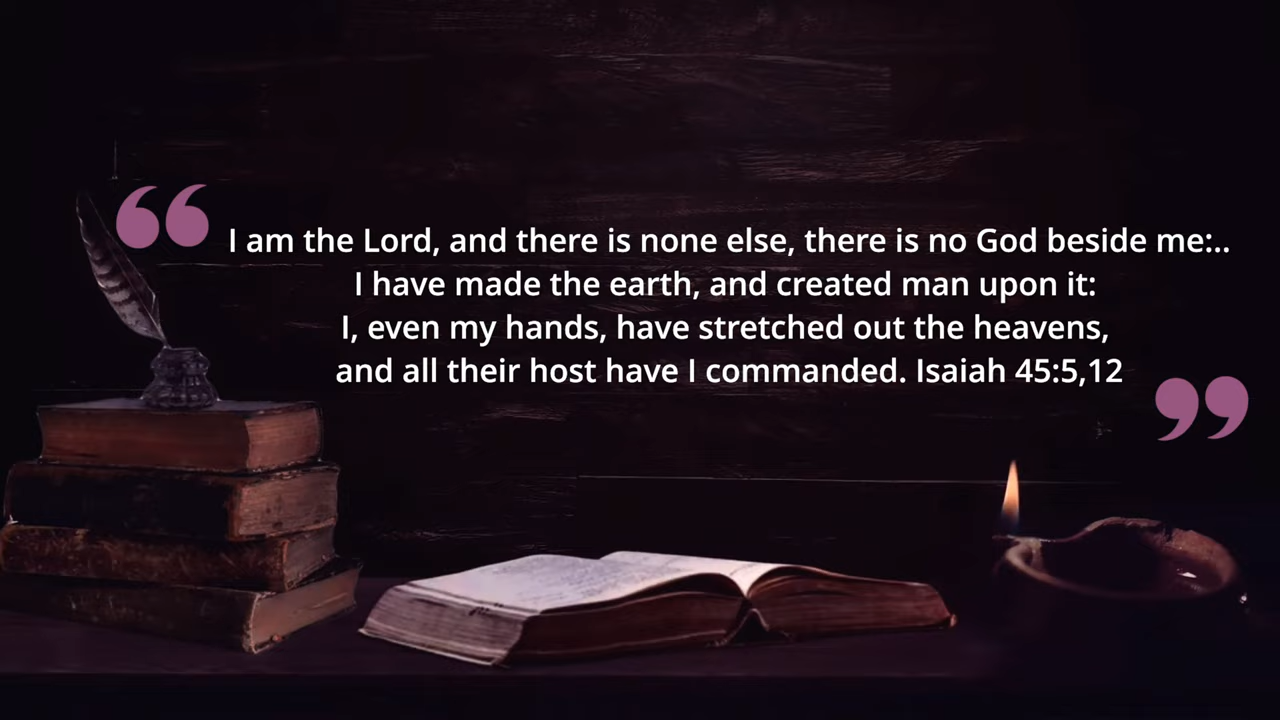 I am the Lord, and there is none else, there is no God beside me:..
I have made the earth, and created man upon it:
I, even my hands, have stretched out the heavens,
and all their host have I commanded. Isaiah 45:5,12